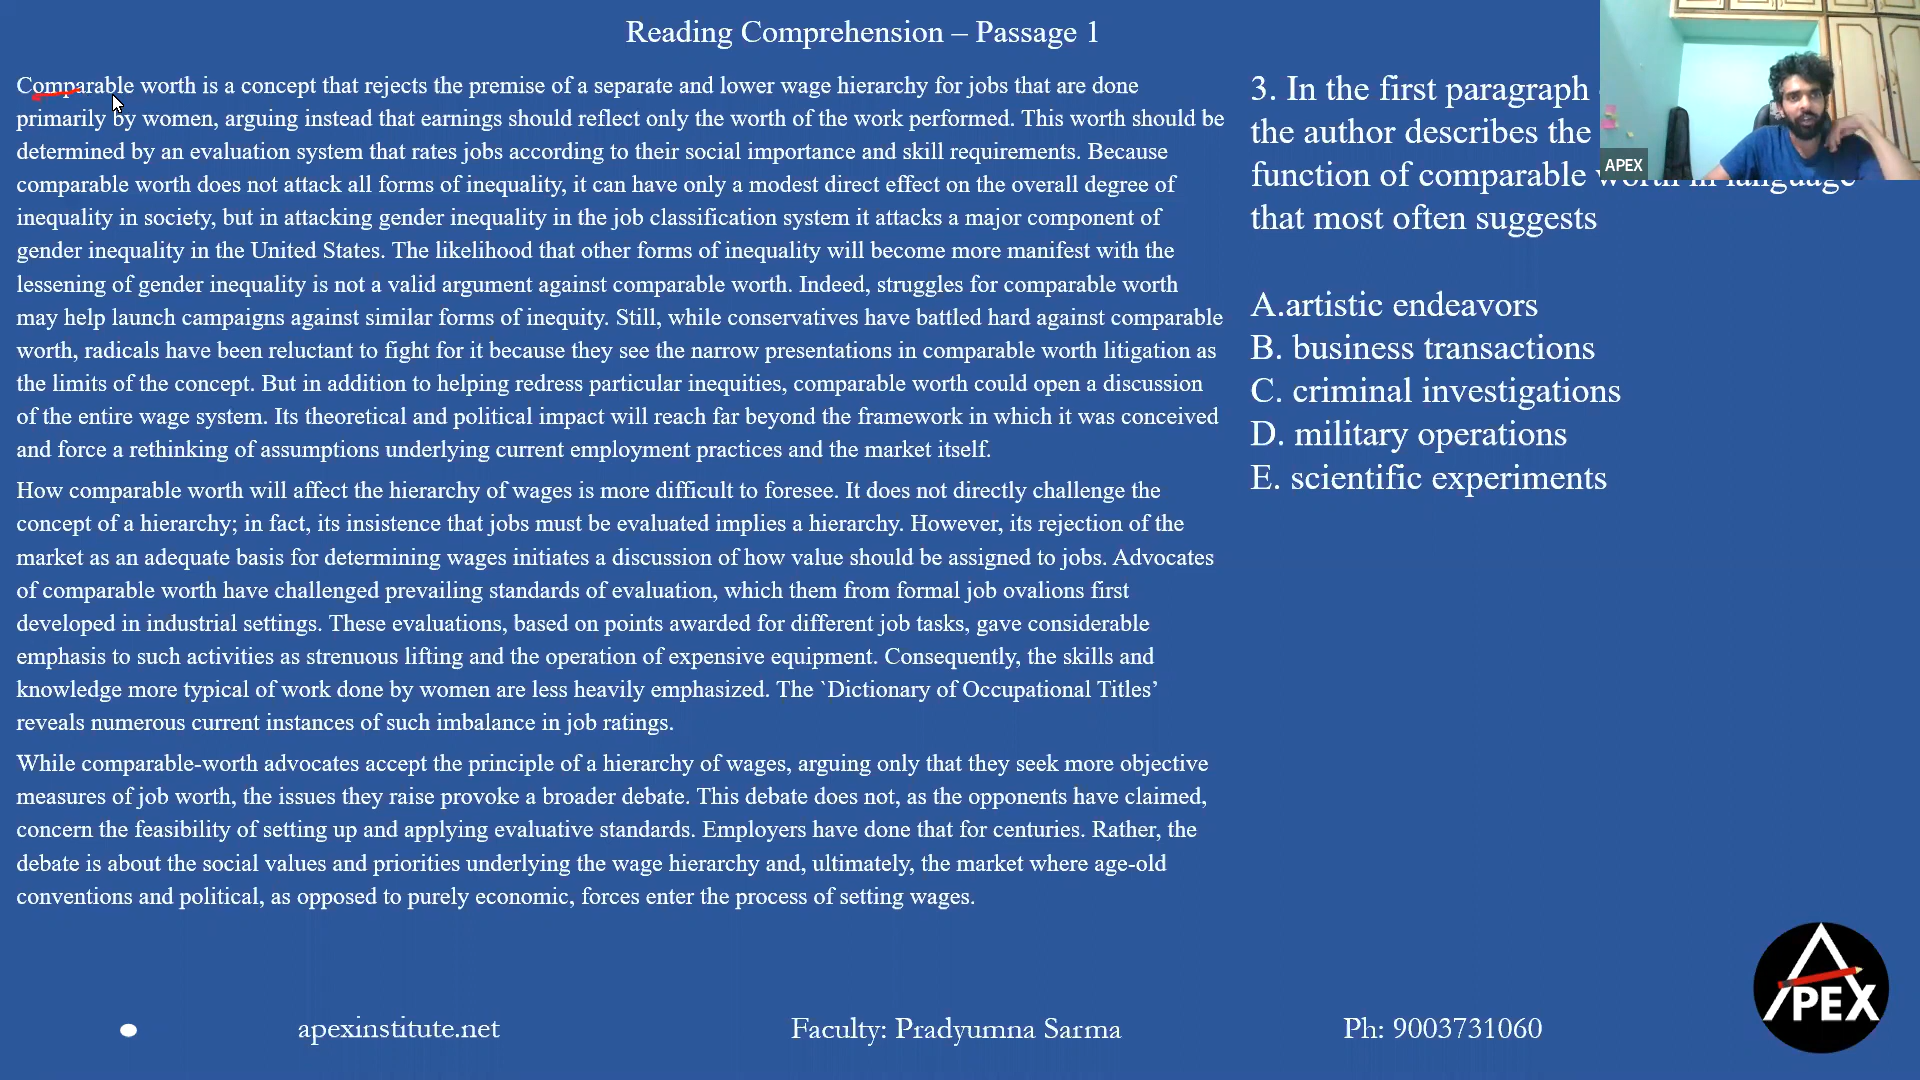 Reading Comprehension – Passage 1
Comparable worth is a concept that rejects the premise of a separate and lower wage hierarchy for jobs that are done
primarily by women, arguing instead that earnings should reflect only the worth of the work performed. This worth should be
determined by an evaluation system that rates jobs according to their social importance and skill requirements. Because
comparable worth does not attack all forms of inequality, it can have only a modest direct effect on the overall degree of
inequality in society, but in attacking gender inequality in the job classification system it attacks a major component of
gender inequality in the United States. The likelihood that other forms of inequality will become more manifest with the
lessening of gender inequality is not a valid argument against comparable worth. Indeed, struggles for comparable worth
may help launch campaigns against similar forms of inequity. Still, while conservatives have battled hard against comparable
worth, radicals have been reluctant to fight for it because they see the narrow presentations in comparable worth litigation as
the limits of the concept. But in addition to helping redress particular inequities, comparable worth could open a discussion
of the entire wage system. Its theoretical and political impact will reach far beyond the framework in which it was conceived
and force a rethinking of assumptions underlying current employment practices and the market itself.
How comparable worth will affect the hierarchy of wages is more difficult to foresee. It does not directly challenge the
concept of a hierarchy; in fact, its insistence that jobs must be evaluated implies a hierarchy. However, its rejection of the
market as an adequate basis for determining wages initiates a discussion of how value should be assigned to jobs. Advocates
of comparable worth have challenged prevailing standards of evaluation, which them from formal job ovalions first
developed in industrial settings. These evaluations, based on points awarded for different job tasks, gave considerable
emphasis to such activities as strenuous lifting and the operation of expensive equipment. Consequently, the skills and
knowledge more typical of work done by women are less heavily emphasized. The `Dictionary of Occupational Titles’
reveals numerous current instances of such imbalance in job ratings.
While comparable-worth advocates accept the principle of a hierarchy of wages, arguing only that they seek more objective
measures of job worth, the issues they raise provoke a broader debate. This debate does not, as the opponents have claimed,
concern the feasibility of setting up and applying evaluative standards. Employers have done that for centuries. Rather, the
debate is about the social values and priorities underlying the wage hierarchy and, ultimately, the market where age-old
conventions and political, as opposed to purely economic, forces enter the process of setting wages.
3. In the first paragraph
the author describes the
function of comparable worth in language
that most often suggests
A.artistic endeavors
B. business transactions
C. criminal investigations
D. military operations
E. scientific experiments
APEX
APEX
apexinstitute.net
Faculty: Pradyumna Sarma
Ph: 9003731060